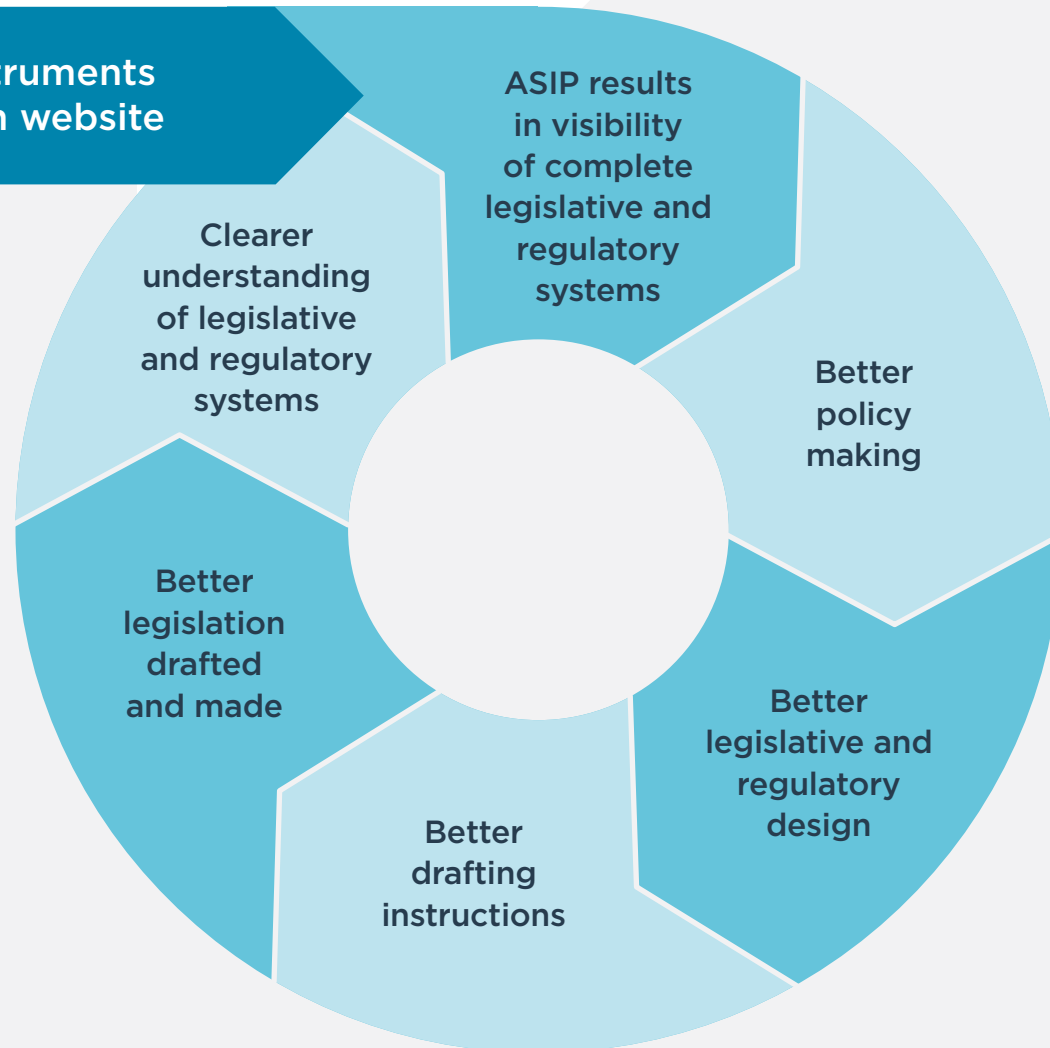 website
ASIP results
in visibility
of complete
legislative and
regulatory
systems
Better
policy
making
Better
legislative and
regulatory
design
Better
drafting
instructions
Better
legislation
drafted
and made
Clearer
understanding
of legislative
and regulatory
systems